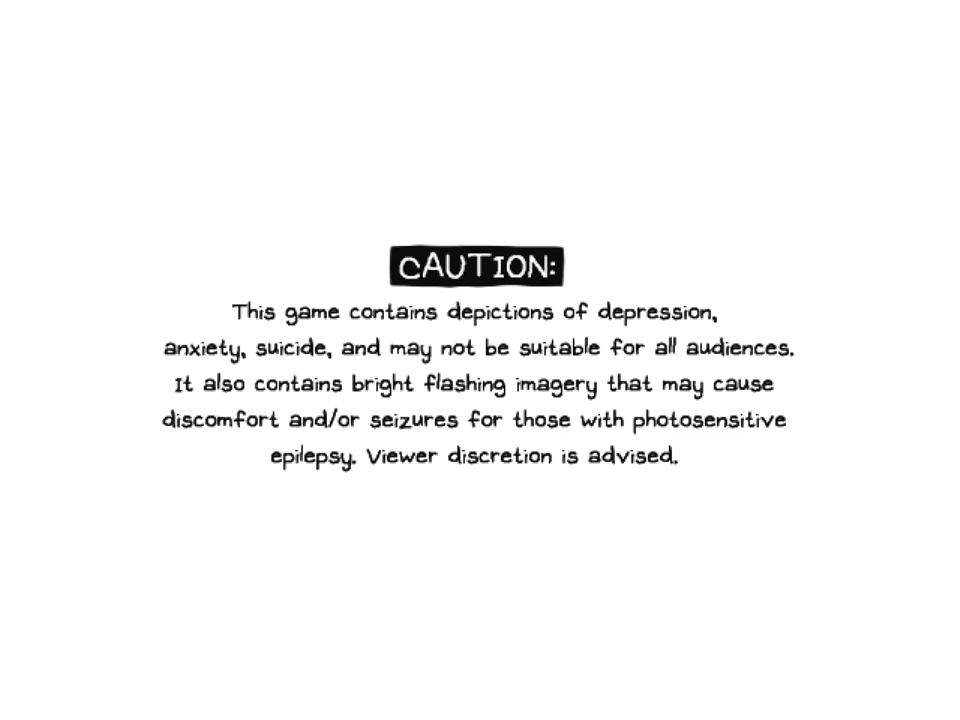 CAUTION:
This game contains depictions of depression,
anxiety, suicide, and may not be suitable for all audiences.
It also contains bright flashing imagery that may cause
discomfort and/or seizures for those with photosensitive
epilepsy. Viewer discretion is advised.